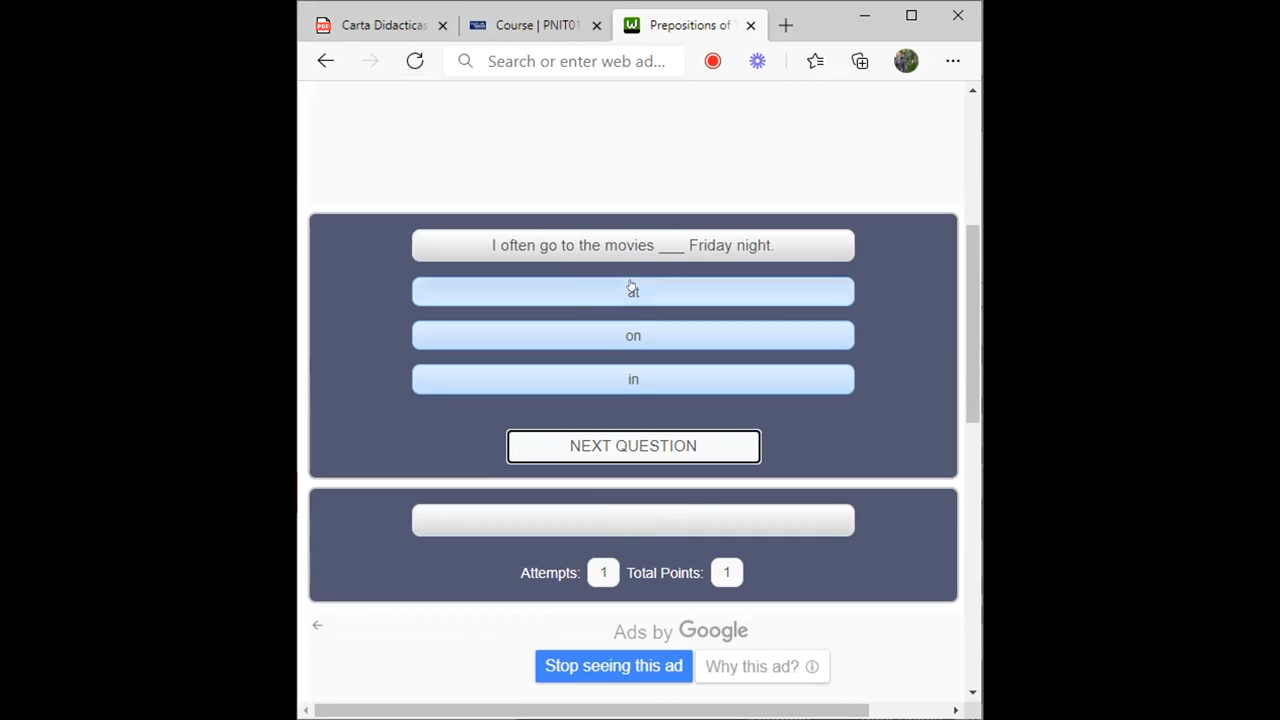 Carta Didacticas
Course | PNIT01
Prepositions of T
Search or enter web ad...
I often go to the movies ___ Friday night.
at
on
in
NEXT QUESTION
Attempts: 1 Total Points: 1
Ads by Google
Stop seeing this ad
Why this ad?